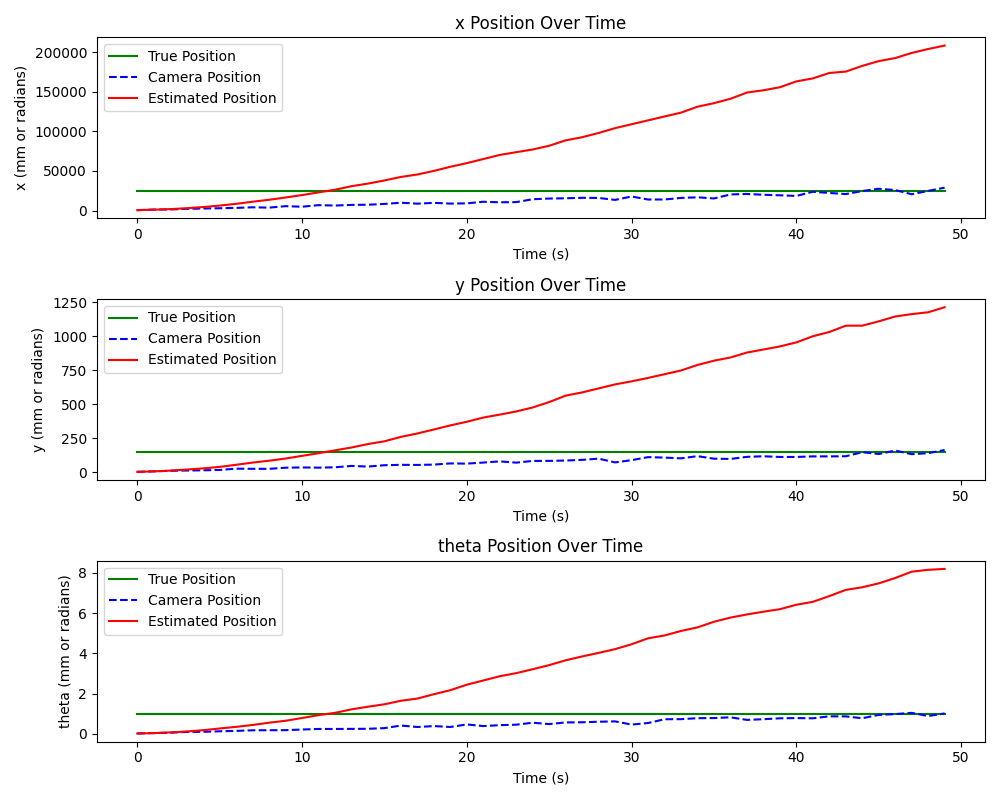 x Position Over Time
True Position
Camera Position
Estimated Position
200000
150000
100000
50000
0
x (mm or radians)
0 10 20 30 40 50
Time (s)
y Position Over Time
True Position
Camera Position
Estimated Position
1250
1000
750
500
250
0
y (mm or radians)
0 10 20 30 40 50
Time (s)
theta Position Over Time
True Position
Camera Position
Estimated Position
8
6
4
2
0
theta (mm or radians)
0 10 20 30 40 50
Time (s)